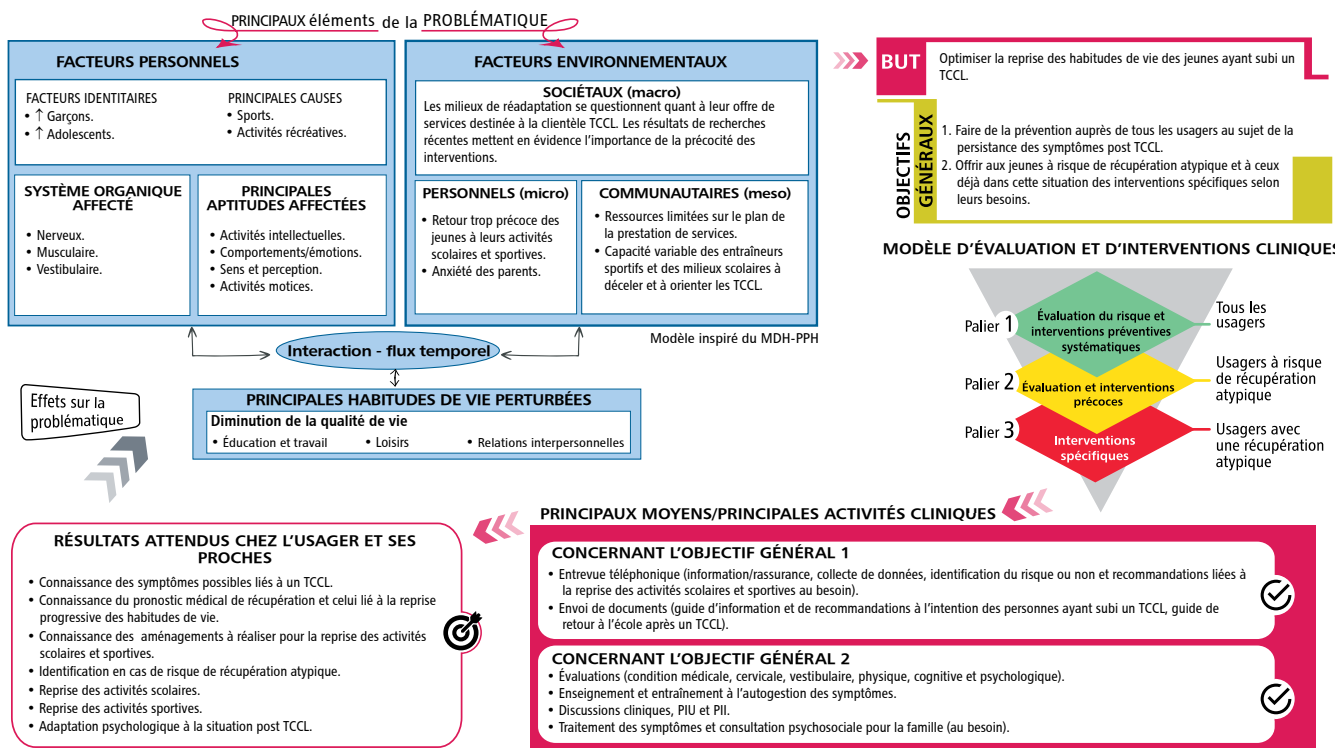 PRINCIPAUX éléments de la PROBLÉMATIQUE
FACTEURS PERSONNELS
FACTEURS IDENTITAIRES
• ↑ Garçons.
• ↑ Adolescents.
PRINCIPALES CAUSES
• Sports.
• Activités récréatives.
SYSTÈME ORGANIQUE
AFFECTÉ
• Nerveux.
• Musculaire.
• Vestibulaire.
PRINCIPALES
APTITUDES AFFECTÉES
• Activités intellectuelles.
• Comportements/émotions.
• Sens et perception.
• Activités motices.
FACTEURS ENVIRONNEMENTAUX
SOCIÉTAUX (macro)
Les milieux de réadaptation se questionnent quant à leur offre de
services destinée à la clientèle TCCL. Les résultats de recherches
récentes mettent en évidence l'importance de la précocité des
interventions.
PERSONNELS (micro)
• Retour trop précoce des
jeunes à leurs activités
scolaires et sportives.
• Anxiété des parents.
COMMUNAUTAIRES (meso)
• Ressources limitées sur le plan de
la prestation de services.
• Capacité variable des entraîneurs
sportifs et des milieux scolaires à
déceler et à orienter les TCCL.
Modèle inspiré du MDH-PPH
Interaction - flux temporel
PRINCIPALES HABITUDES DE VIE PERTURBÉES
Diminution de la qualité de vie
• Éducation et travail • Loisirs • Relations interpersonnelles
Effets sur la
problématique
BUT
Optimiser la reprise des habitudes de vie des jeunes ayant subi un
TCCL.
OBJECTIFS
GÉNÉRAUX
1. Faire de la prévention auprès de tous les usagers au sujet de la
persistance des symptômes post TCCL.
2. Offrir aux jeunes à risque de récupération atypique et à ceux
déjà dans cette situation des interventions spécifiques selon
leurs besoins.
MODÈLE D'ÉVALUATION ET D'INTERVENTIONS CLINIQUES
Palier 1
Évaluation du risque et
interventions préventives
systématiques
Tous les
usagers
Palier 2
Évaluation et interventions
précoces
Usagers à risque
de récupération
atypique
Palier 3
Interventions
spécifiques
Usagers avec
une récupération
atypique
PRINCIPAUX MOYENS/PRINCIPALES ACTIVITÉS CLINIQUES
CONCERNANT L'OBJECTIF GÉNÉRAL 1
• Entrevue téléphonique (information/rassurance, collecte de données, identification du risque ou non et recommandations liées à
la reprise des activités scolaires et sportives au besoin).
• Envoi de documents (guide d'information et de recommandations à l'intention des personnes ayant subi un TCCL, guide de
retour à l'école après un TCCL).
CONCERNANT L'OBJECTIF GÉNÉRAL 2
• Évaluations (condition médicale, cervicale, vestibulaire, physique, cognitive et psychologique).
• Enseignement et entraînement à l'autogestion des symptômes.
• Discussions cliniques, PIU et PII.
• Traitement des symptômes et consultation psychosociale pour la famille (au besoin).
RÉSULTATS ATTENDUS CHEZ L'USAGER ET SES
PROCHES
• Connaissance des symptômes possibles liés à un TCCL.
• Connaissance du pronostic médical de récupération et celui lié à la reprise
progressive des habitudes de vie.
• Connaissance des aménagements à réaliser pour la reprise des activités
scolaires et sportives.
• Identification en cas de risque de récupération atypique.
• Reprise des activités scolaires.
• Reprise des activités sportives.
• Adaptation psychologique à la situation post TCCL.